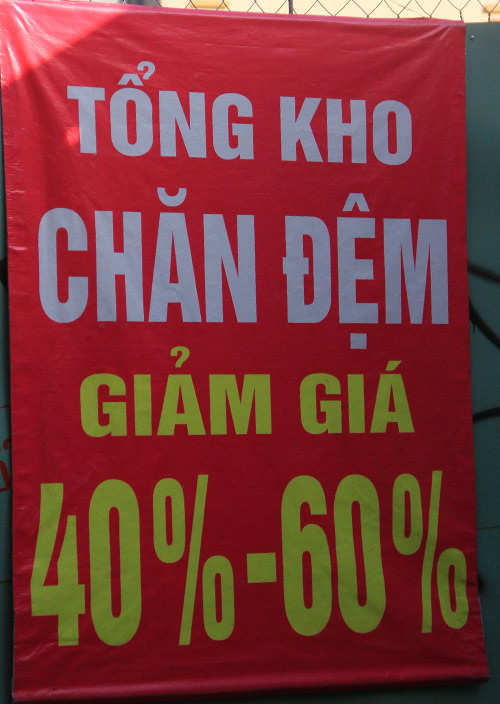 TỔNG KHO
CHĂN ĐỆM
GIẢM GIÁ
40%-60%